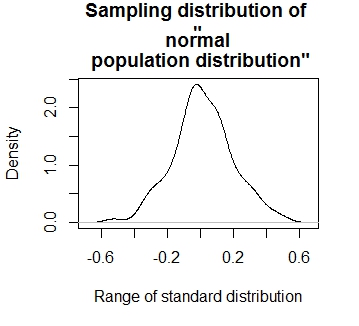 Sampling distribution of
"
normal
population distribution"
Density
2.0
1.0
0.0
-0.6
-0.2
0.2
0.6
Range of standard distribution